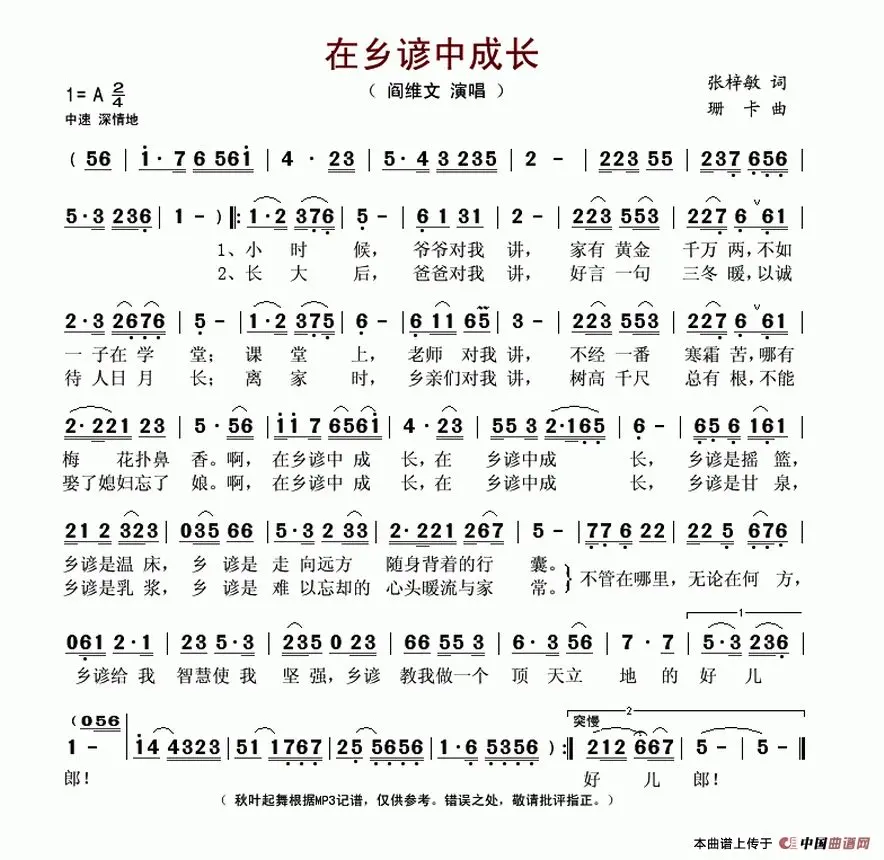 在乡谚中成长
（ 阎维文 演唱 ）
1= A 2/4
中速 深情地
张梓敏 词
珊 卡 曲
( 56 | 1· 7 6 561 | 4 · 23 | 5· 4 3 235 | 2 - | 223 55 | 237 656 |
5·3 236 | 1 - ) ‖: 1·2 376 | 5 - | 6 1 31 | 2 - | 223 553 | 227 6 ∨61 |
1、小 时 候， 爷爷对我 讲， 家有 黄金 千万 两，不如
2、长 大 后， 爸爸对我 讲， 好言 一句 三冬 暖，以诚
2·3 2676 | 5 - | 1·2 375 | 6 - | 6 11 65 | 3 - | 223 553 | 227 6 ∨61 |
一 子在 学 堂； 课 堂 上， 老师 对我 讲， 不经 一番 寒霜 苦，哪有
待 人日 月 长； 离 家 时， 乡亲们对我 讲， 树高 千尺 总有 根，不能
2·221 23 | 5 · 56 | 11 7 6561 | 4 · 23 | 55 3 2·165 | 6 - | 65 6 161 |
梅 花扑鼻 香。啊， 在乡谚中 成 长，在 乡谚中成 长， 乡谚是摇 篮，
娶了媳妇忘了 娘。啊， 在乡谚中 成 长，在 乡谚中成 长， 乡谚是甘 泉，
21 2 323 | 035 66 | 5·3 2 33 | 2·221 267 | 5 - | 77 6 22 | 22 5 676 |
乡谚是温 床， 乡 谚是 走 向远方 随身背着的行 囊。
乡谚是乳 浆， 乡 谚是 难 以忘却的 心头暖流与家 常。
} 不管在哪里，无论在何 方，
061 2·1 | 23 5·3 | 235 0 23 | 66 55 3 | 6· 3 56 | 7 · 7 | 5·3 236 |
1
乡谚给 我 智慧使 我 坚 强，乡谚 教我做一个 顶 天立 地 的 好 儿
( 056
1 - | 14 4323 | 51 1767 | 25 5656 | 1·6 5356 ) :‖ 212 667 | 5 - | 5 - ‖
2
突慢
郎！ 好 儿 郎！
（ 秋叶起舞根据MP3记谱，仅供参考。错误之处，敬请批评指正。）
本曲谱上传于 中国曲谱网